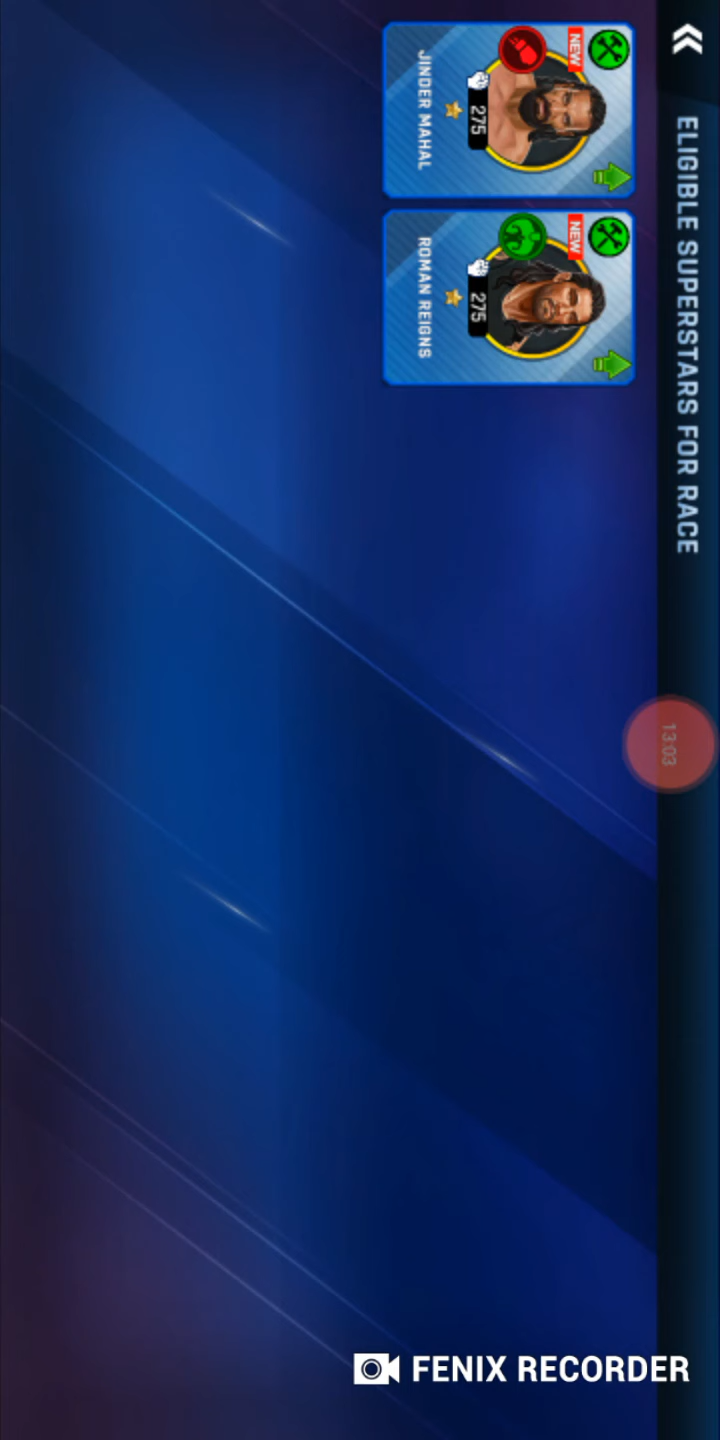 ELIGIBLE SUPERSTARS FOR RACE
NEW
275
JINDER MAHAL
NEW
275
ROMAN REIGNS
13:03
FENIX RECORDER